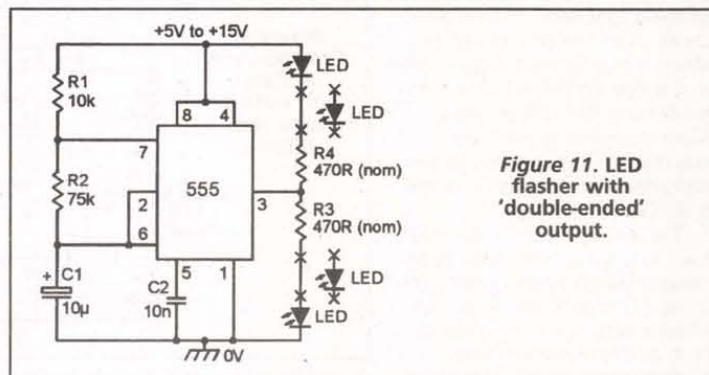 +5V to +15V
LED
R1
10k
8
4
LED
7
R4
470R (nom)
R2
75k
555
2
3
R3
470R (nom)
6
+
C1
10µ
5
1
C2
10n
LED
LED
0V
Figure 11. LED
flasher with
'double-ended'
output.